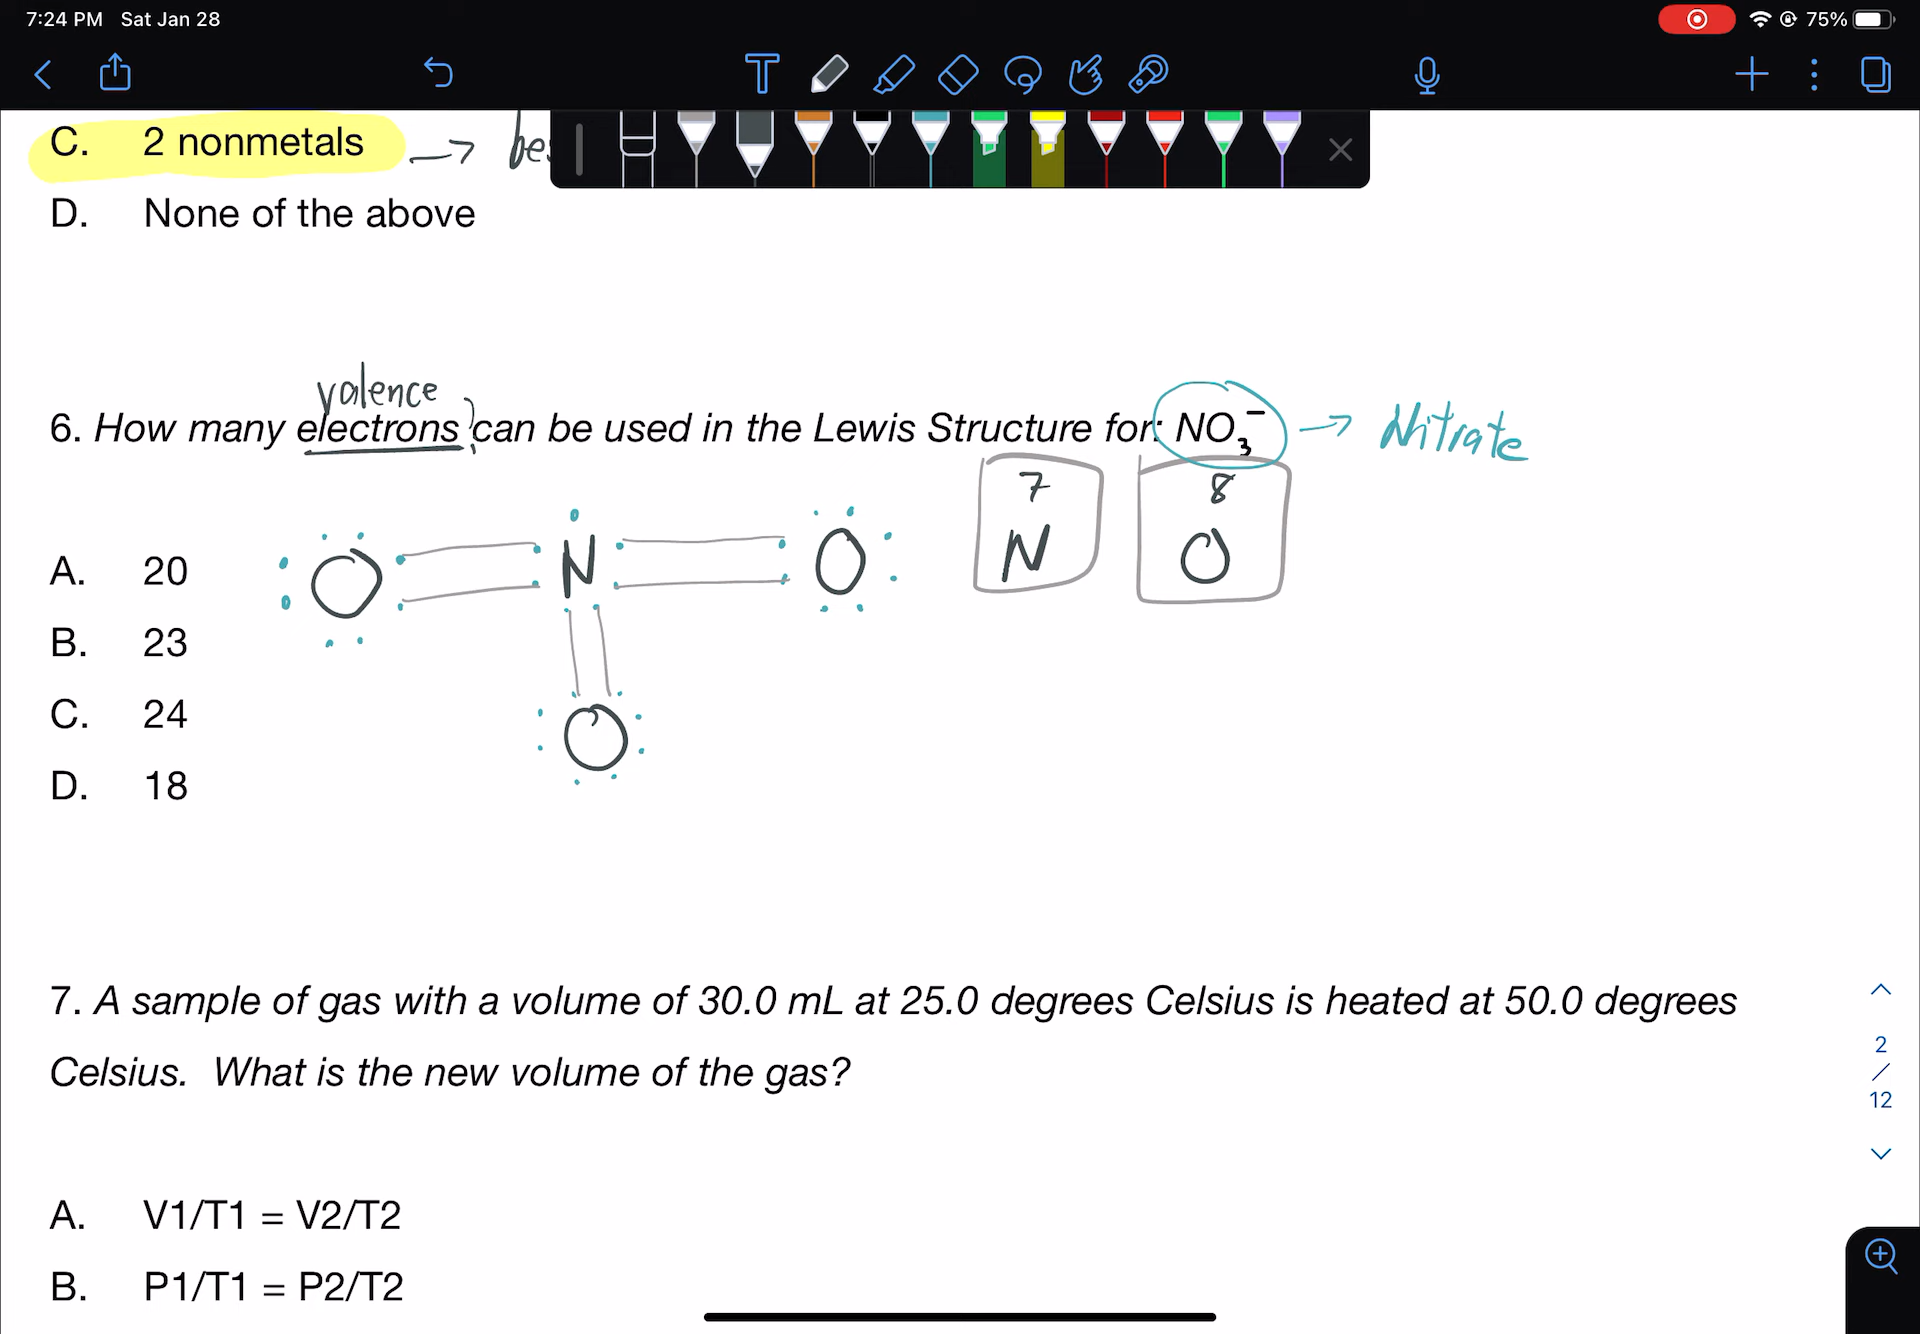 7:24 PM Sat Jan 28
75%
C. 2 nonmetals →
D. None of the above
valence
6. How many electrons can be used in the Lewis Structure for: NO₃⁻ → Nitrate
7 8
O N O N O
O
A. 20
B. 23
C. 24
D. 18
7. A sample of gas with a volume of 30.0 mL at 25.0 degrees Celsius is heated at 50.0 degrees
Celsius. What is the new volume of the gas?
2
/
12
A. V1/T1 = V2/T2
B. P1/T1 = P2/T2